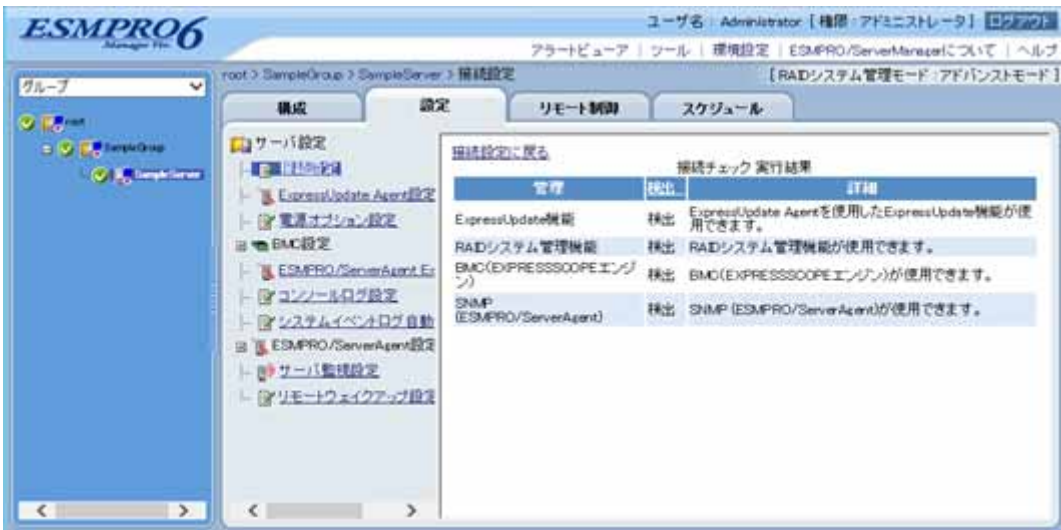 ESMPRO6
Manager Ver.
ユーザ名 : Administrator [ 権限 : アドミニストレータ ] ログアウト
アラートビューア | ツール | 環境設定 | ESMPRO/ServerManagerについて | ヘルプ
グループ
root
SampleGroup
SampleServer
root > SampleGroup > SampleServer > 接続設定
[ RAIDシステム管理モード : アドバンストモード ]
構成
設定
リモート制御
スケジュール
サーバ設定
ExpressUpdate Agent設定
電源オプション設定
BMC設定
ESMPRO/ServerAgent Ex
コンソールログ設定
システムイベントログ自動
ESMPRO/ServerAgent設定
サーバ監視設定
リモートウェイクアップ設定
接続設定に戻る
接続チェック 実行結果
管理 検出 詳細
ExpressUpdate機能 検出 ExpressUpdate Agentを使用したExpressUpdate機能が使用できます。
RAIDシステム管理機能 検出 RAIDシステム管理機能が使用できます。
BMC(EXPRESSSCOPEエンジン) 検出 BMC(EXPRESSSCOPEエンジン)が使用できます。
SNMP (ESMPRO/ServerAgent) 検出 SNMP (ESMPRO/ServerAgent)が使用できます。